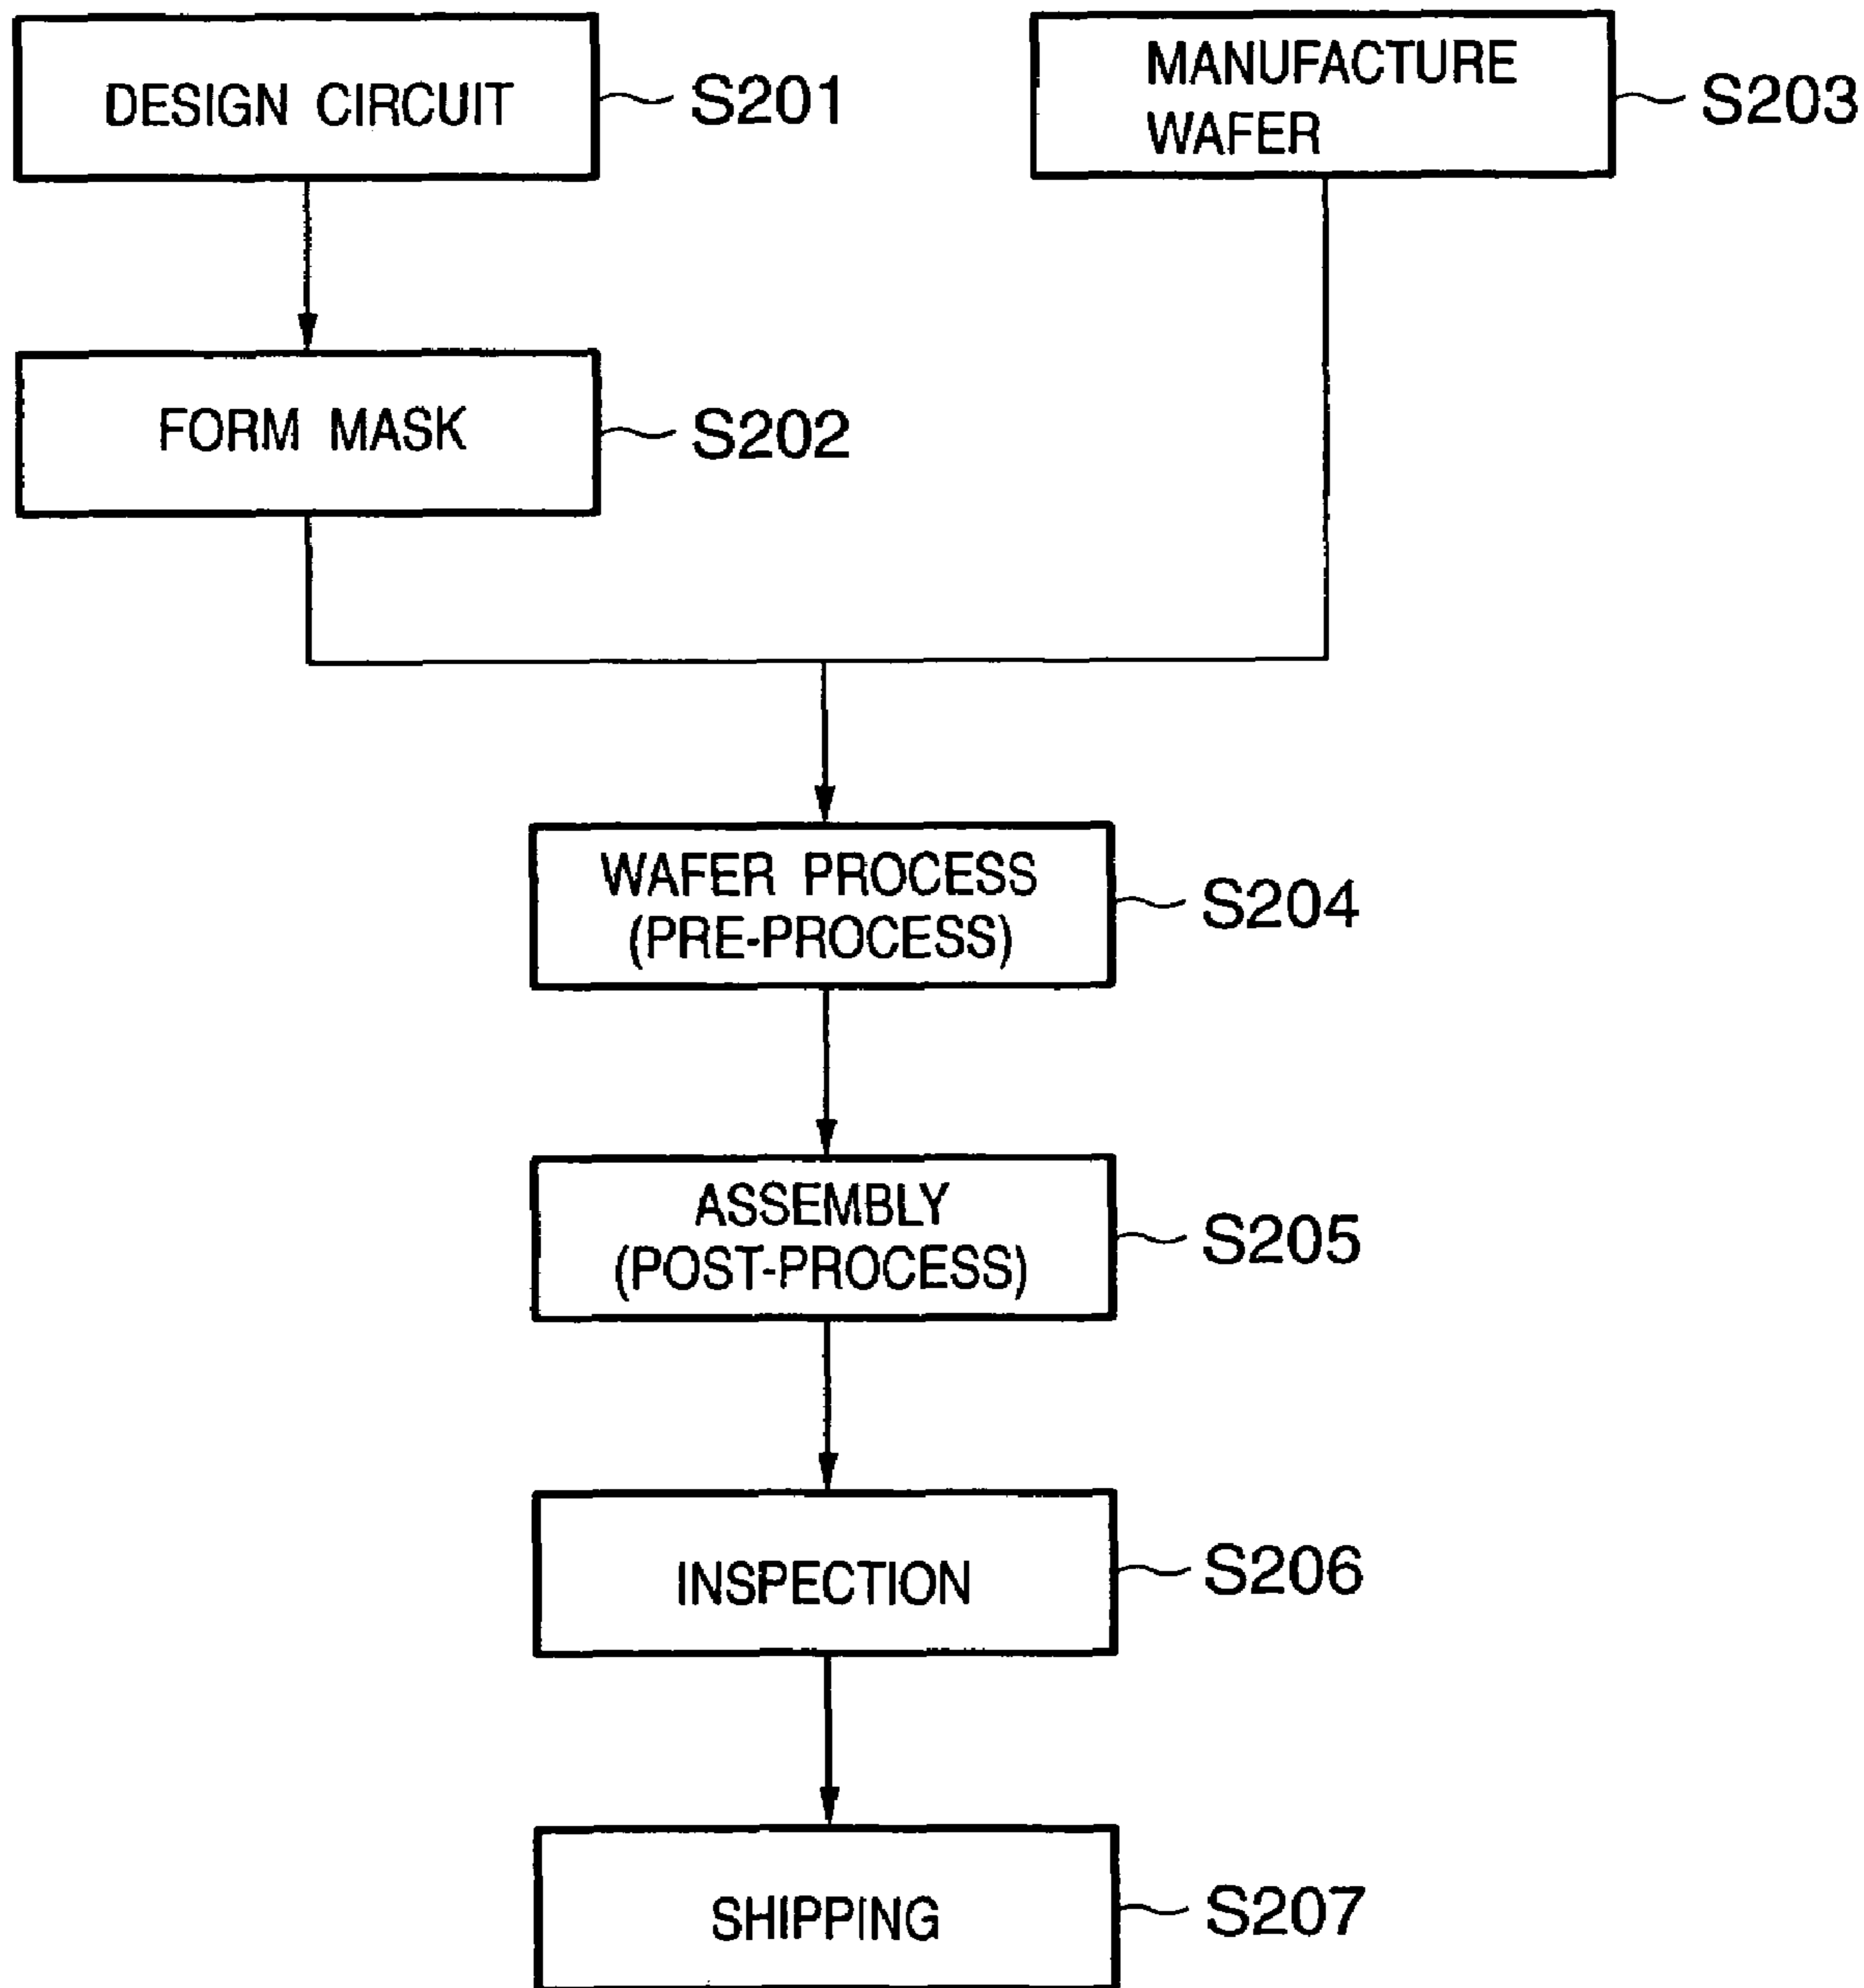 DESIGN CIRCUIT
S201
MANUFACTURE
WAFER
S203
FORM MASK
S202
WAFER PROCESS
(PRE-PROCESS)
S204
ASSEMBLY
(POST-PROCESS)
S205
INSPECTION
S206
SHIPPING
S207